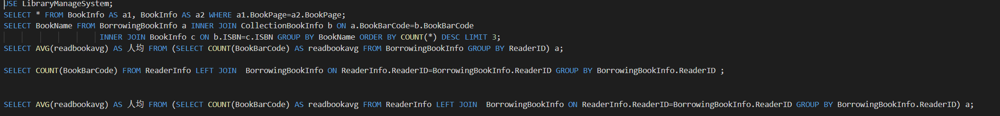 USE LibraryManageSystem;
SELECT * FROM BookInfo AS a1, BookInfo AS a2 WHERE a1.BookPage=a2.BookPage;
SELECT BookName FROM BorrowingBookInfo a INNER JOIN CollectionBookInfo b ON a.BookBarCode=b.BookBarCode
INNER JOIN BookInfo c ON b.ISBN=c.ISBN GROUP BY BookName ORDER BY COUNT(*) DESC LIMIT 3;
SELECT AVG(readbookavg) AS 人均 FROM (SELECT COUNT(BookBarCode) AS readbookavg FROM BorrowingBookInfo GROUP BY ReaderID) a;
SELECT COUNT(BookBarCode) FROM ReaderInfo LEFT JOIN  BorrowingBookInfo ON ReaderInfo.ReaderID=BorrowingBookInfo.ReaderID GROUP BY BorrowingBookInfo.ReaderID ;
SELECT AVG(readbookavg) AS 人均 FROM (SELECT COUNT(BookBarCode) AS readbookavg FROM ReaderInfo LEFT JOIN  BorrowingBookInfo ON ReaderInfo.ReaderID=BorrowingBookInfo.ReaderID GROUP BY BorrowingBookInfo.ReaderID) a;